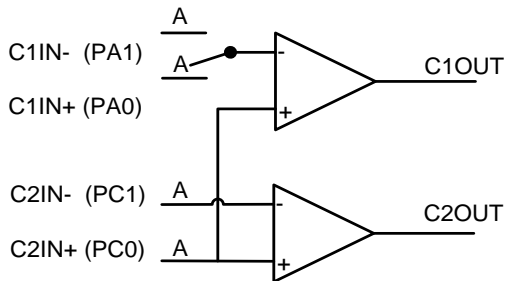 A
C1IN- (PA1)
A
-
C1OUT
C1IN+ (PA0)
+
C2IN- (PC1)
A
-
C2OUT
C2IN+ (PC0)
A
+